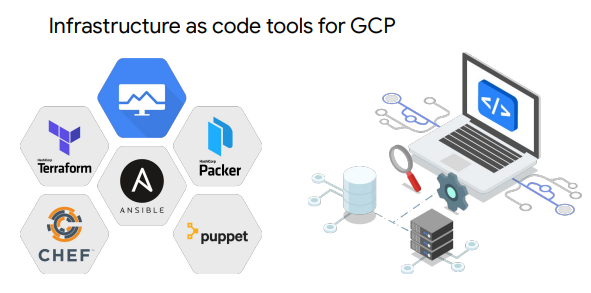 Infrastructure as code tools for GCP
HashiCorp
Terraform
HashiCorp
Packer
ANSIBLE
CHEF
puppet
</>